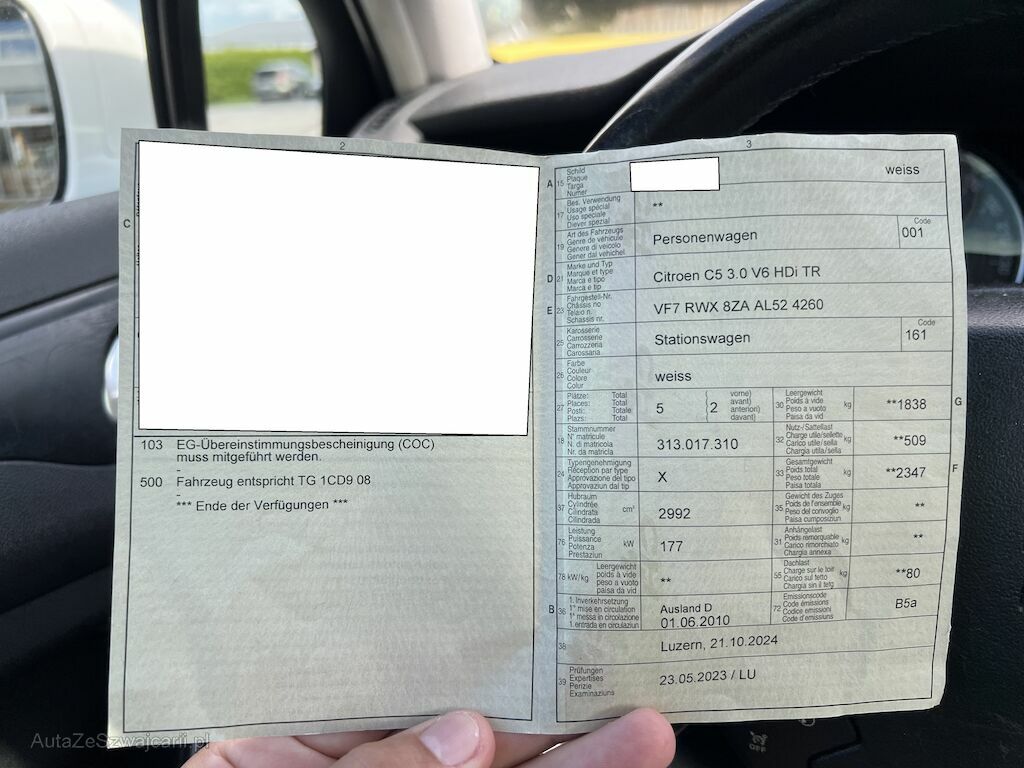 2
C
103 EG-Übereinstimmungsbescheinigung (COC)
muss mitgeführt werden.
-
500 Fahrzeug entspricht TG 1CD9 08
-
*** Ende der Verfügungen ***
3
A 15 Schild
Plaque
Targa
Numer
weiss
17 Bes. Verwendung
Usage spécial
Uso speciale
Diever spezial
**
19 Art des Fahrzeugs
Genre de véhicule
Genere di veicolo
Gener dal vehichel
Personenwagen
Code
001
D 21 Marke und Typ
Marque et type
Marca e tipo
Marca e tip
Citroen C5 3.0 V6 HDi TR
E 23 Fahrgestell-Nr.
Châssis no
Telaio n.
Schassis nr.
VF7 RWX 8ZA AL52 4260
25 Karosserie
Carrosserie
Carrozzeria
Carossaria
Stationswagen
Code
161
26 Farbe
Couleur
Colore
Colur
weiss
27 Plätze: Total
Places: Total
Posti: Totale
Plazs: Total
5 ( 2 vorne)
avant)
anteriori)
davant)
30 Leergewicht
Poids à vide
Peso a vuoto
Paisa da vid
kg
**1838
G
18 Stammnummer
N° matricule
N. di matricola
Nr. da matricla
313.017.310
32 Nutz-/Sattellast
Charge utile/sellette
Carico utile/sella
Chargia utila/sella
kg
**509
24 Typengenehmigung
Réception par type
Approvazione del tipo
Approvaziun dal tip
X
33 Gesamtgewicht
Poids total
Peso totale
Paisa totala
kg
**2347
F
37 Hubraum
Cylindrée
Cilindrata
Cilindrada
cm³
2992
35 Gewicht des Zuges
Poids de l'ensemble
Peso del convoglio
Paisa cumposiziun
kg
**
76 Leistung
Puissance
Potenza
Prestaziun
kW
177
31 Anhängelast
Poids remorquable
Carico rimorchiato
Chargia annexa
kg
**
78 kW/kg Leergewicht
poids à vide
peso a vuoto
paisa da vid
**
55 Dachlast
Charge sur le toit
Carico sul tetto
Chargia sin il tetg
kg
**80
B 36 1. Inverkehrsetzung
1re mise en circulation
1a messa in circolazione
1. entrada en circulaziun
Ausland D
01.06.2010
72 Emissionscode
Code émissions
Codice emissioni
Code d'emissiuns
B5a
38
Luzern, 21.10.2024
39 Prüfungen
Expertises
Perizie
Examinaziuns
23.05.2023 / LU
AutaZeSzwajcarii.pl
OFF